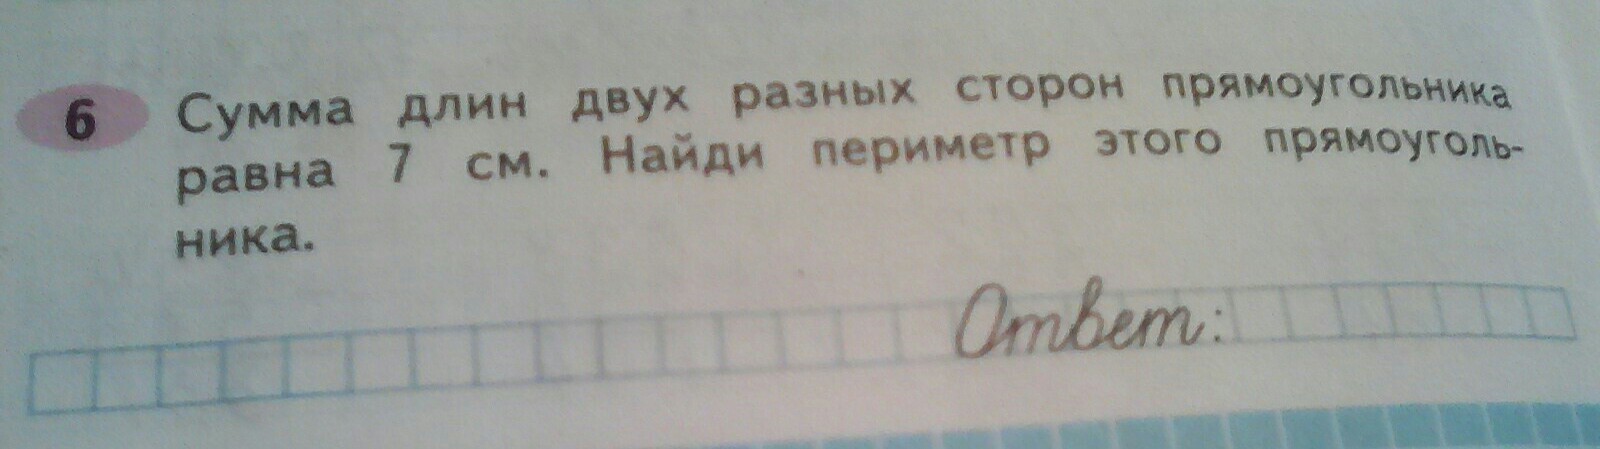 6 Сумма длин двух разных сторон прямоугольника
равна 7 см. Найди периметр этого прямоуголь-
ника.
Ответ: